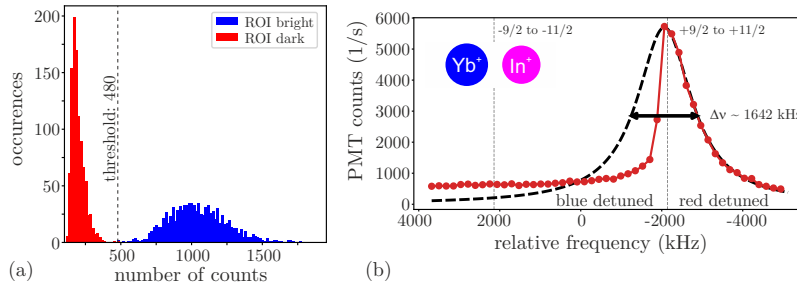 ROI bright
ROI dark
threshold: 480
occurences
200
150
100
50
0
500
1000
1500
number of counts
(a)
-9/2 to -11/2
+9/2 to +11/2
Yb+
In+
Δν ~ 1642 kHz
PMT counts (1/s)
6000
5000
4000
3000
2000
1000
0
blue detuned
red detuned
4000
2000
0
-2000
-4000
relative frequency (kHz)
(b)